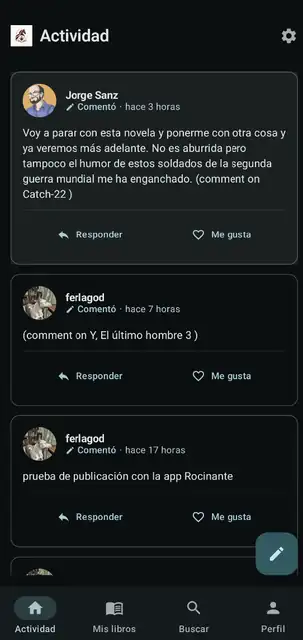 Actividad
Jorge Sanz
Comentó · hace 3 horas
Voy a parar con esta novela y ponerme con otra cosa y
ya veremos más adelante. No es aburrida pero
tampoco el humor de estos soldados de la segunda
guerra mundial me ha enganchado. (comment on
Catch-22 )
Responder
Me gusta
ferlagod
Comentó · hace 7 horas
(comment on Y, El último hombre 3 )
Responder
Me gusta
ferlagod
Comentó · hace 17 horas
prueba de publicación con la app Rocinante
Responder
Me gusta
Actividad
Mis libros
Buscar
Perfil